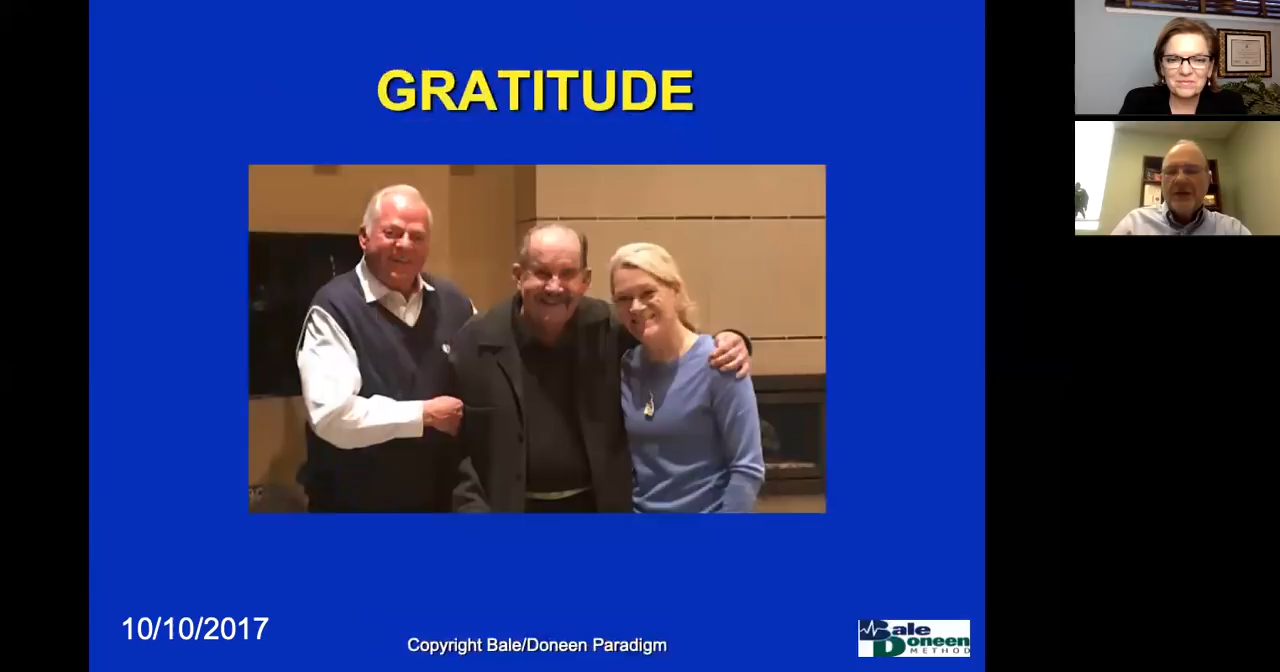 GRATITUDE
10/10/2017
Copyright Bale/Doneen Paradigm
Bale
Doneen
METHOD